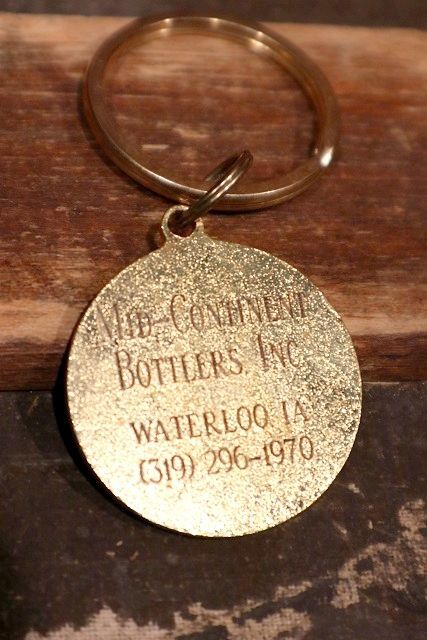 Mid-Continent
Bottlers, Inc
Waterloo IA
(319) 296-1970